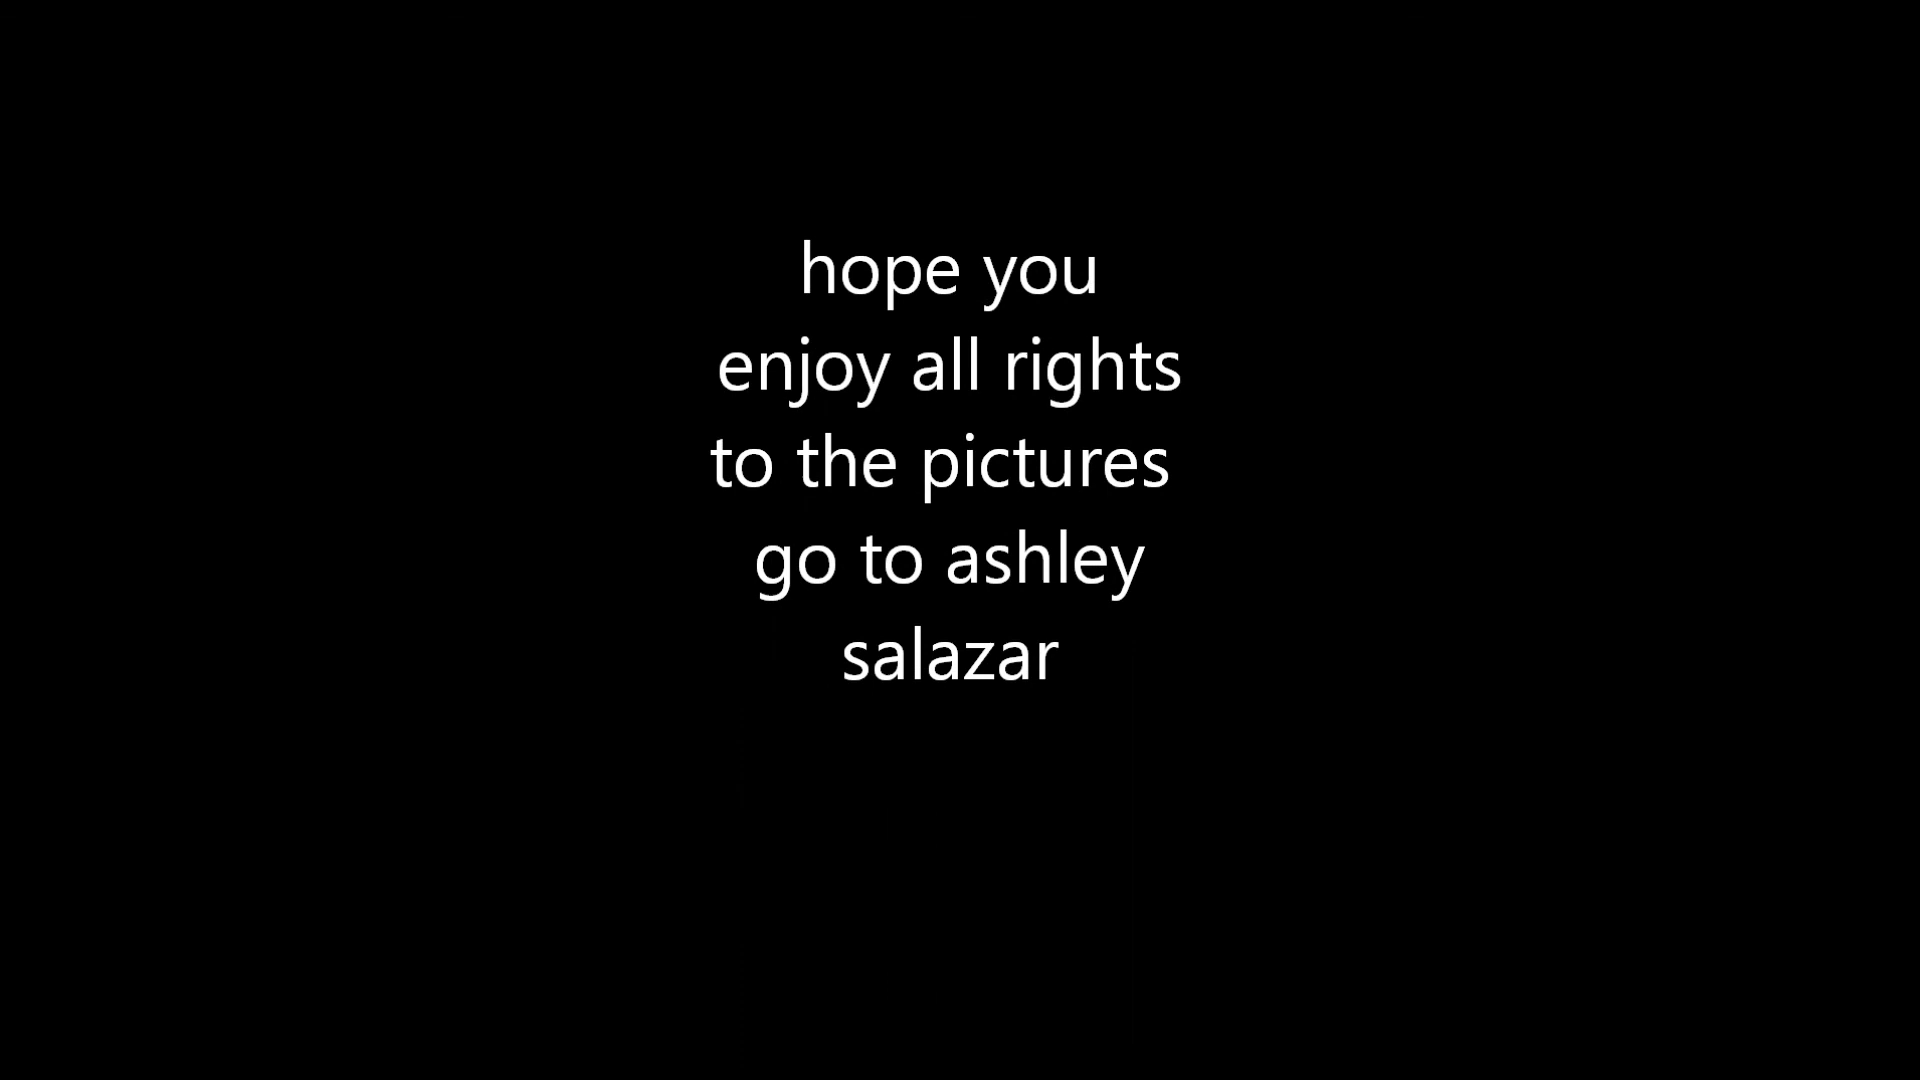 hope you
enjoy all rights
to the pictures
go to ashley
salazar